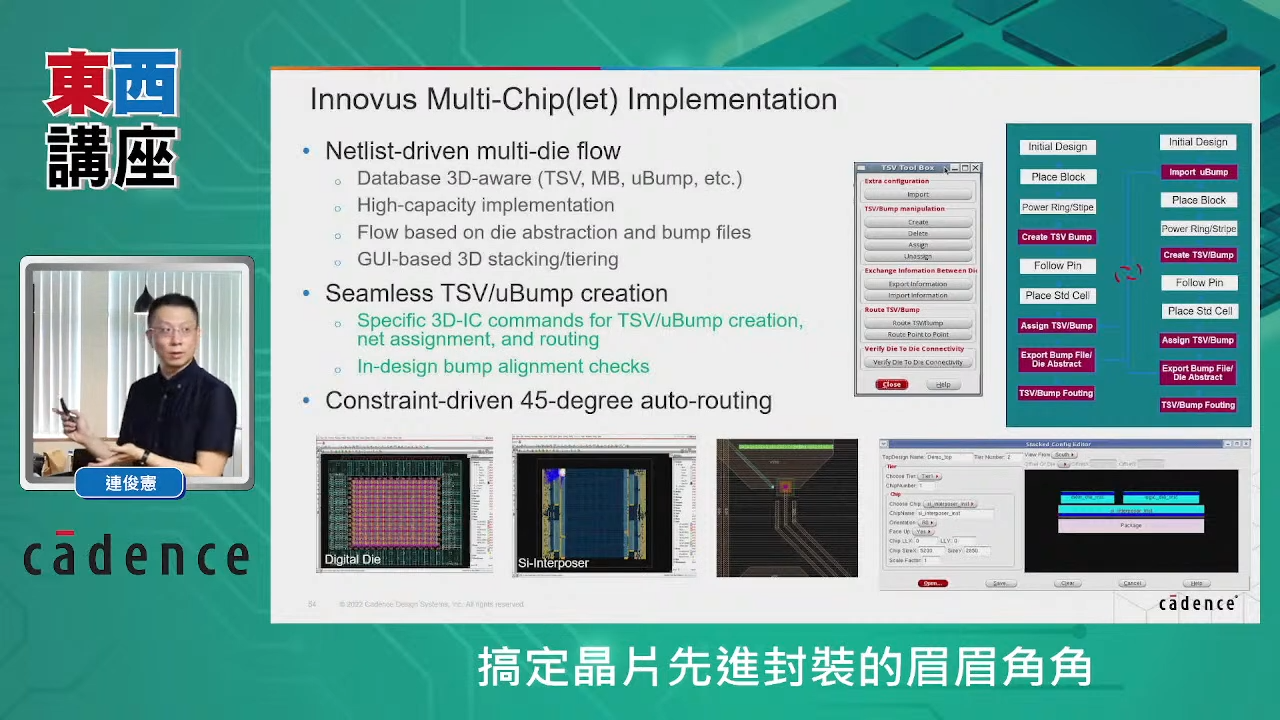 東西
講座
連俊憲
cādence
Innovus Multi-Chip(let) Implementation
• Netlist-driven multi-die flow
Database 3D-aware (TSV, MB, uBump, etc.)
High-capacity implementation
Flow based on die abstraction and bump files
GUI-based 3D stacking/tiering
• Seamless TSV/uBump creation
Specific 3D-IC commands for TSV/uBump creation,
net assignment, and routing
In-design bump alignment checks
• Constraint-driven 45-degree auto-routing
TSV Tool Box
Extra configuration
Import
TSV/Bump manipulation
Create
Delete
Assign
Unassign
Exchange Infomation Between Di
Export Information
Import Information
Route TSV/Bump
Route TSV/Bump
Route Point to Point
Verify Die To Die Connectivity
Verify Die To Die Connectivity
Close
Help
Initial Design
Place Block
Power Ring/Stipe
Create TSV Bump
Follow Pin
Place Std Cell
Assign TSV/Bump
Export Bump File/
Die Abstract
TSV/Bump Fouting
Initial Design
Import uBump
Place Block
Power Ring/Stripe
Create TSV/Bump
Follow Pin
Place Std Cell
Assign TSV/Bump
Export Bump File/
Die Abstract
TSV/Bump Fouting
Digital Die
Si-Interposer
Stacked Config Editor
Tier Number: 2
View From: South
Tier
Chip
Package
Open...
Save...
Clear
Cancel
Help
54
© 2022 Cadence Design Systems, Inc. All rights reserved.
cādence®
搞定晶片先進封裝的眉眉角角